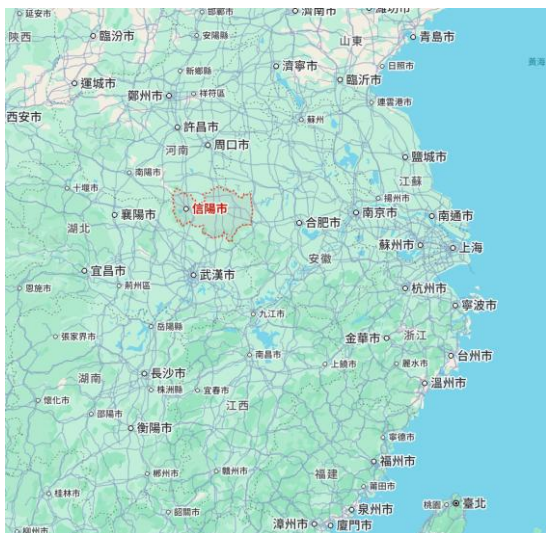 延安市
邯鄲市
濟南市
濰坊市
陝西
臨汾市
安陽縣
山東
青島市
黃海
新鄉縣
濟寧市
日照市
運城市
臨沂市
鄭州市
祥符區
連雲港市
西安市
許昌市
蘇州
河南
周口市
鹽城市
南陽市
江蘇
十堰市
揚州市
信陽市
襄陽市
南京市
南通市
合肥市
湖北
蘇州市
上海
安徽
宜昌市
武漢市
恩施市
荊州區
杭州市
寧波市
九江市
岳陽縣
張家界市
金華市
浙江
南昌市
台州市
上饒市
麗水市
長沙市
湖南
溫州市
株洲縣
宜春市
懷化市
江西
邵陽市
衡陽市
寧德市
福州市
郴州市
贛州市
福建
莆田市
桂林市
泉州市
桃園
臺北
韶關市
漳州市
廈門市
柳州市